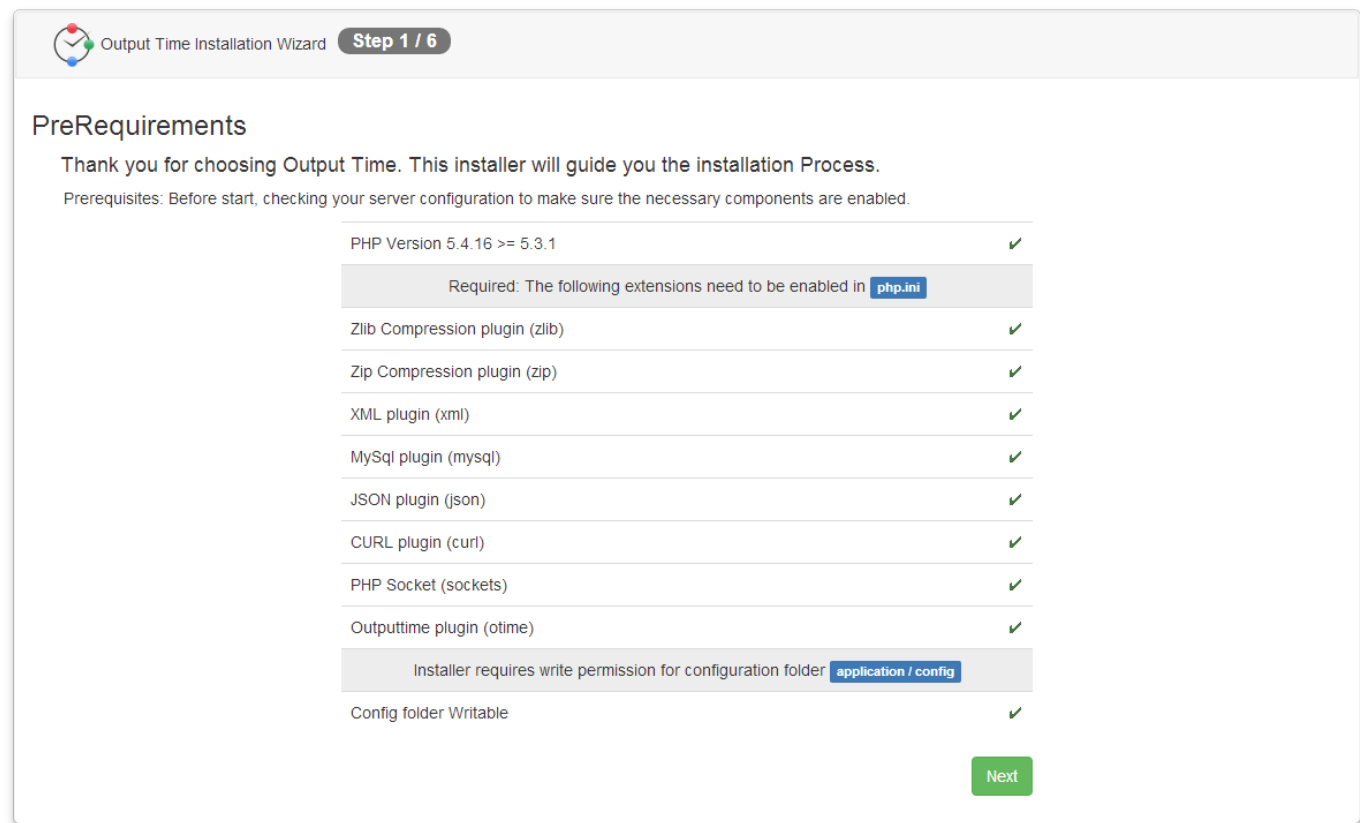 Output Time Installation Wizard Step 1 / 6
PreRequirements
Thank you for choosing Output Time. This installer will guide you the installation Process.
Prerequisites: Before start, checking your server configuration to make sure the necessary components are enabled.
PHP Version 5.4.16 >= 5.3.1 ✔
Required: The following extensions need to be enabled in php.ini
Zlib Compression plugin (zlib) ✔
Zip Compression plugin (zip) ✔
XML plugin (xml) ✔
MySql plugin (mysql) ✔
JSON plugin (json) ✔
CURL plugin (curl) ✔
PHP Socket (sockets) ✔
Outputtime plugin (otime) ✔
Installer requires write permission for configuration folder application / config
Config folder Writable ✔
Next